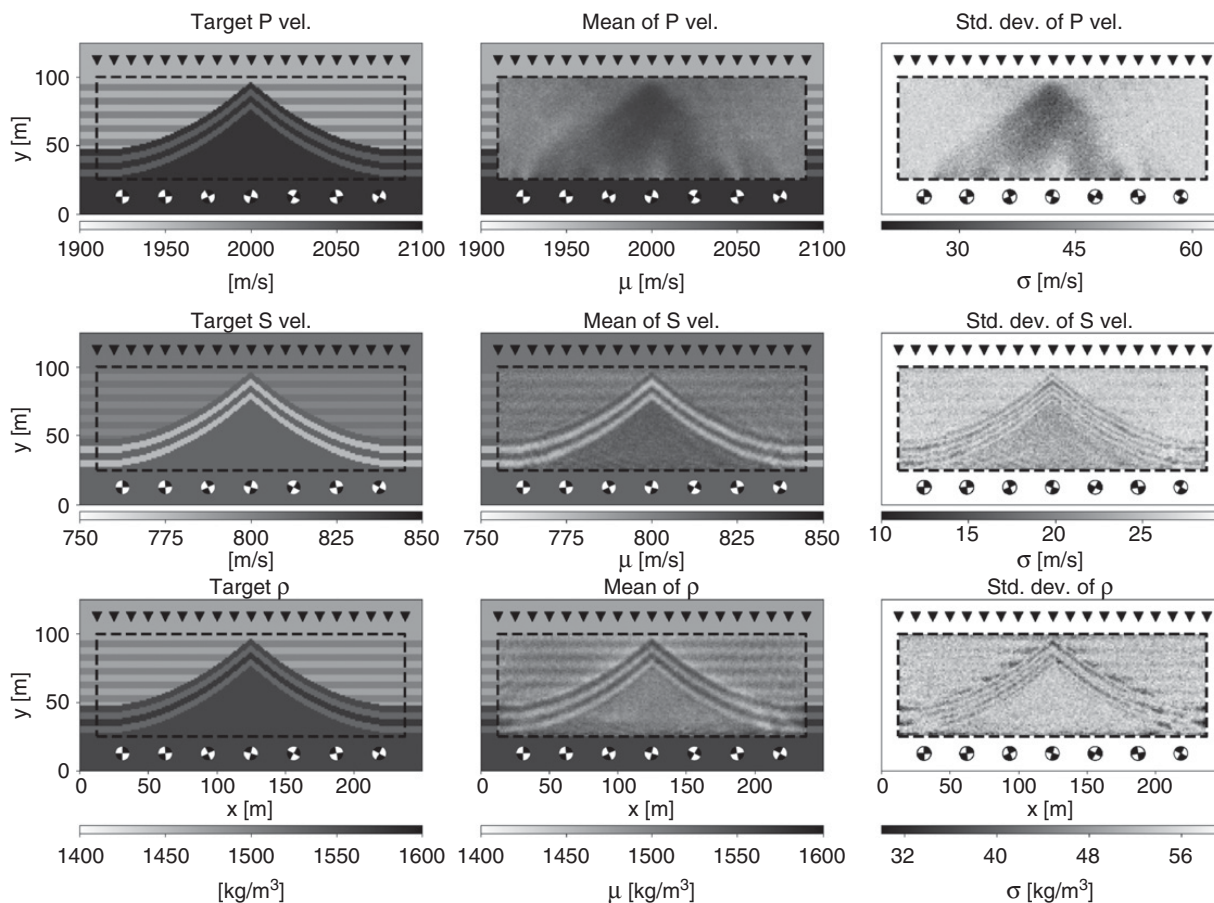 Target P vel. Mean of P vel. Std. dev. of P vel.
100
y [m]
50
0
1900 1950 2000 2050 2100 1900 1950 2000 2050 2100 30 45 60
[m/s] μ [m/s] σ [m/s]
Target S vel. Mean of S vel. Std. dev. of S vel.
100
y [m]
50
0
750 775 800 825 850 750 775 800 825 850 10 15 20 25
[m/s] μ [m/s] σ [m/s]
Target ρ Mean of ρ Std. dev. of ρ
100
y [m]
50
0
0 50 100 150 200 0 50 100 150 200 0 50 100 150 200
x [m] x [m] x [m]
1400 1450 1500 1550 1600 1400 1450 1500 1550 1600 32 40 48 56
[kg/m³] μ [kg/m³] σ [kg/m³]